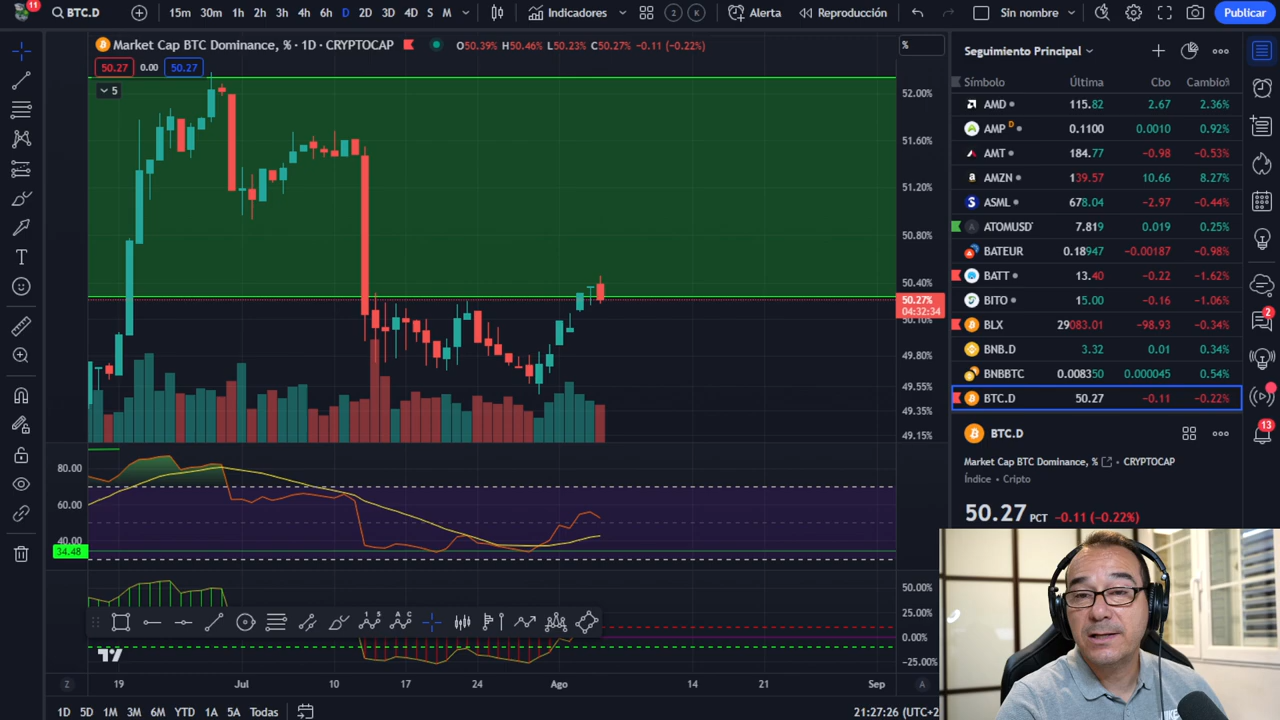 11 BTC.D 15m 30m 1h 2h 3h 4h 6h D 2D 3D 4D S M Indicadores 2 K Alerta Reproducción Sin nombre Publicar
Market Cap BTC Dominance, % · 1D · CRYPTOCAP O50.39% H50.46% L50.23% C50.27% −0.11 (−0.22%)
50.27 0.00 50.27
5
%
52.00%
51.60%
51.20%
50.80%
50.40%
50.27%
04:32:34
50.10%
49.80%
49.55%
49.35%
49.15%
80.00
60.00
40.00
34.48
50.00%
25.00%
0.00%
−25.00%
Z 19 Jul 10 17 24 Ago 14 21 Sep A
1D 5D 1M 3M 6M YTD 1A 5A Todas 21:27:26 (UTC+2
Seguimiento Principal
Símbolo Última Cbo Cambio%
AMD 115.82 2.67 2.36%
AMP D 0.1100 0.0010 0.92%
AMT 184.77 −0.98 −0.53%
AMZN 139.57 10.66 8.27%
ASML 678.04 −2.97 −0.44%
ATOMUSD 7.819 0.019 0.25%
BATEUR 0.18947 −0.00187 −0.98%
BATT 13.40 −0.22 −1.62%
BITO 15.00 −0.16 −1.06%
BLX 29083.01 −98.93 −0.34%
BNB.D 3.32 0.01 0.34%
BNBBTC 0.008350 0.000045 0.54%
BTC.D 50.27 −0.11 −0.22%
BTC.D
Market Cap BTC Dominance, % · CRYPTOCAP
Índice · Cripto
50.27 PCT −0.11 (−0.22%)
2
13